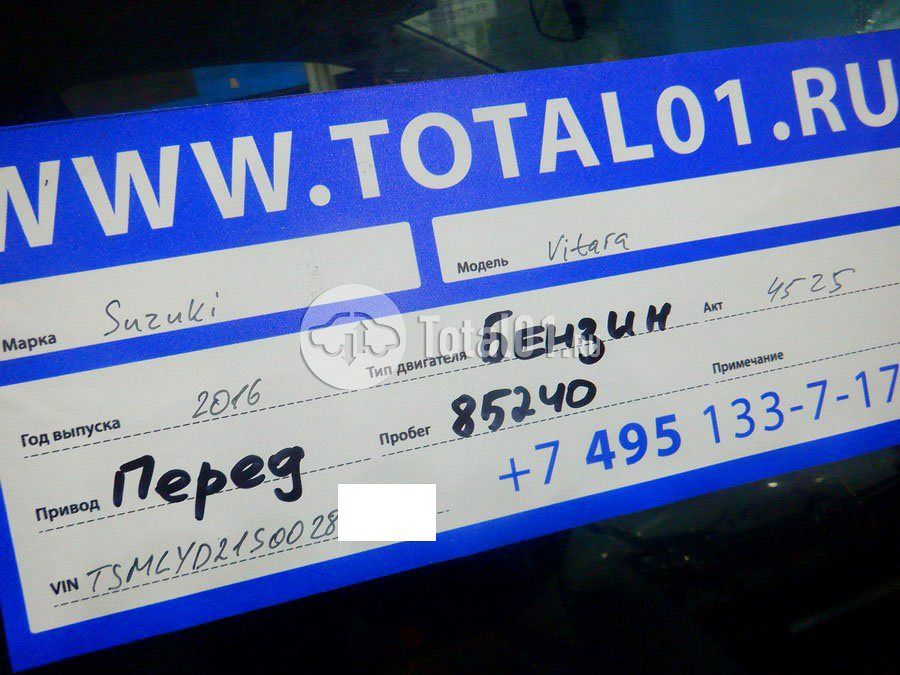 WWW.TOTAL01.RU
Марка Suzuki Модель Vitara
Год выпуска 2016 Тип двигателя Бензин Акт 4525
Привод Перед Пробег 85240 Примечание
+7 495 133-7-17
VIN TSMLYD21S0028
Total01.RU